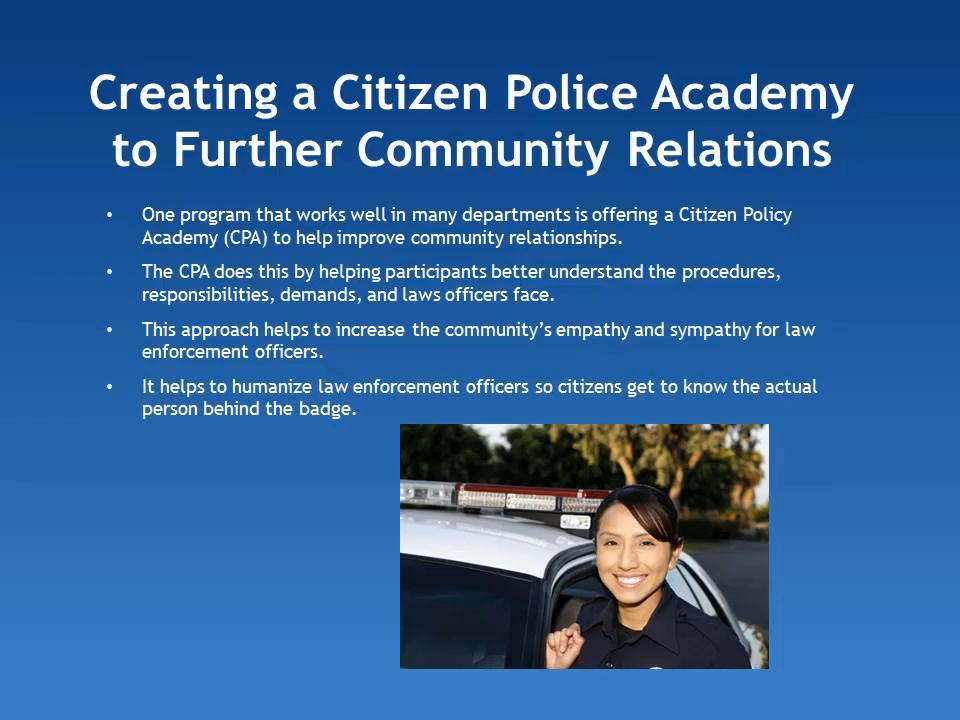 Creating a Citizen Police Academy
to Further Community Relations
• One program that works well in many departments is offering a Citizen Policy
Academy (CPA) to help improve community relationships.
• The CPA does this by helping participants better understand the procedures,
responsibilities, demands, and laws officers face.
• This approach helps to increase the community’s empathy and sympathy for law
enforcement officers.
• It helps to humanize law enforcement officers so citizens get to know the actual
person behind the badge.